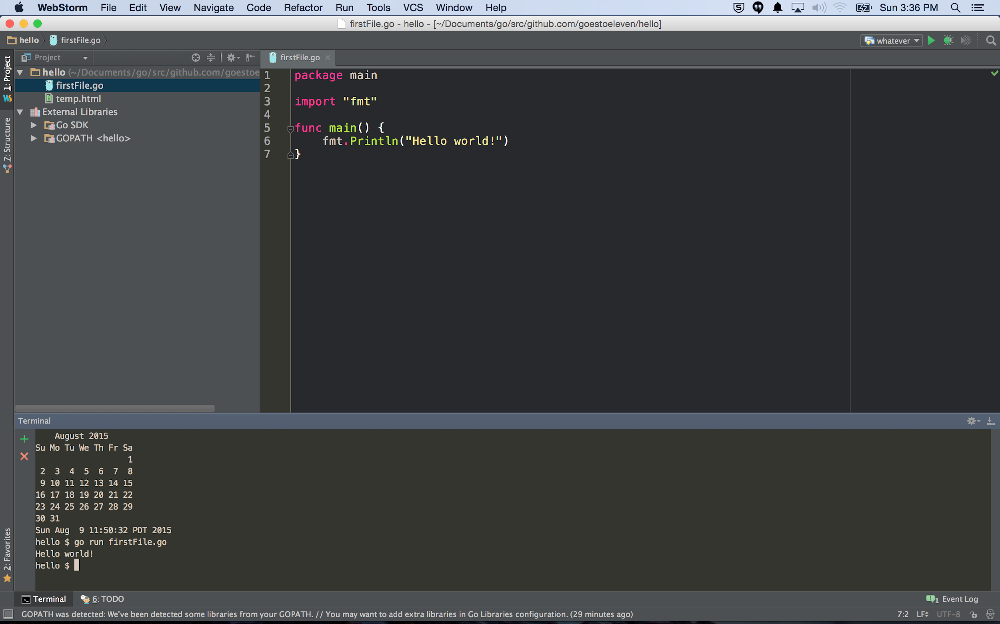 WebStorm File Edit View Navigate Code Refactor Run Tools VCS Window Help Sun 3:36 PM
firstFile.go - hello - [~/Documents/go/src/github.com/goestoeleven/hello]
hello firstFile.go whatever
1: Project
7: Structure
2: Favorites
Project
hello (~/Documents/go/src/github.com/goestoe
firstFile.go
temp.html
External Libraries
Go SDK
GOPATH <hello>
firstFile.go
1 package main
2
3 import "fmt"
4
5 func main() {
6     fmt.Println("Hello world!")
7 }
Terminal
    August 2015
Su Mo Tu We Th Fr Sa
                   1
 2  3  4  5  6  7  8
 9 10 11 12 13 14 15
16 17 18 19 20 21 22
23 24 25 26 27 28 29
30 31
Sun Aug  9 11:50:32 PDT 2015
hello $ go run firstFile.go
Hello world!
hello $
Terminal 6: TODO 1 Event Log
GOPATH was detected: We've been detected some libraries from your GOPATH. // You may want to add extra libraries in Go Libraries configuration. (29 minutes ago) 7:2 LF UTF-8